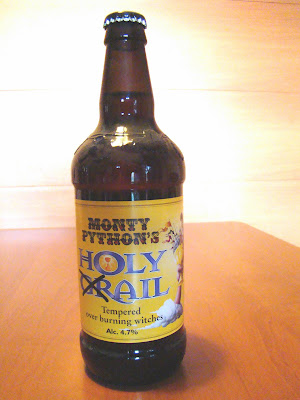 MONTY
PYTHON'S
HOLY
GRAIL
Tempered
over burning witches
Alc. 4.7%